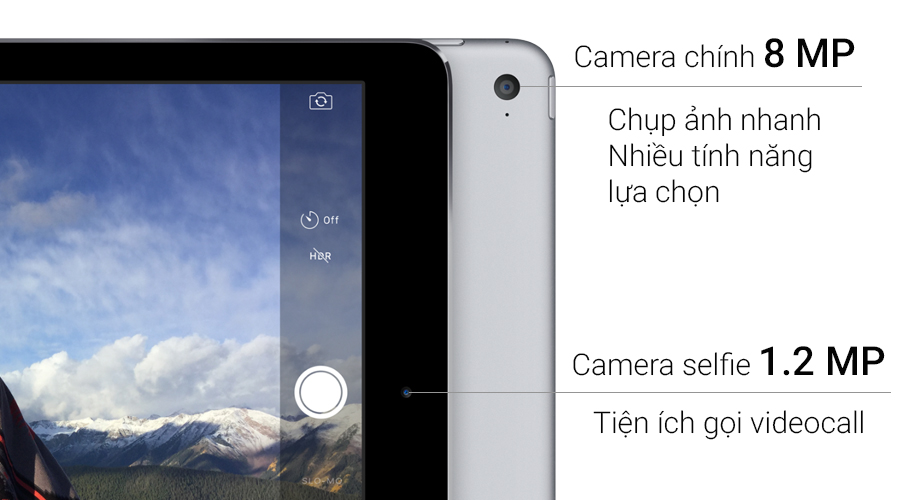 Camera chính 8 MP
Chụp ảnh nhanh
Nhiều tính năng
lựa chọn
Off
HDR
Camera selfie 1.2 MP
Tiện ích gọi videocall
SLO-MO